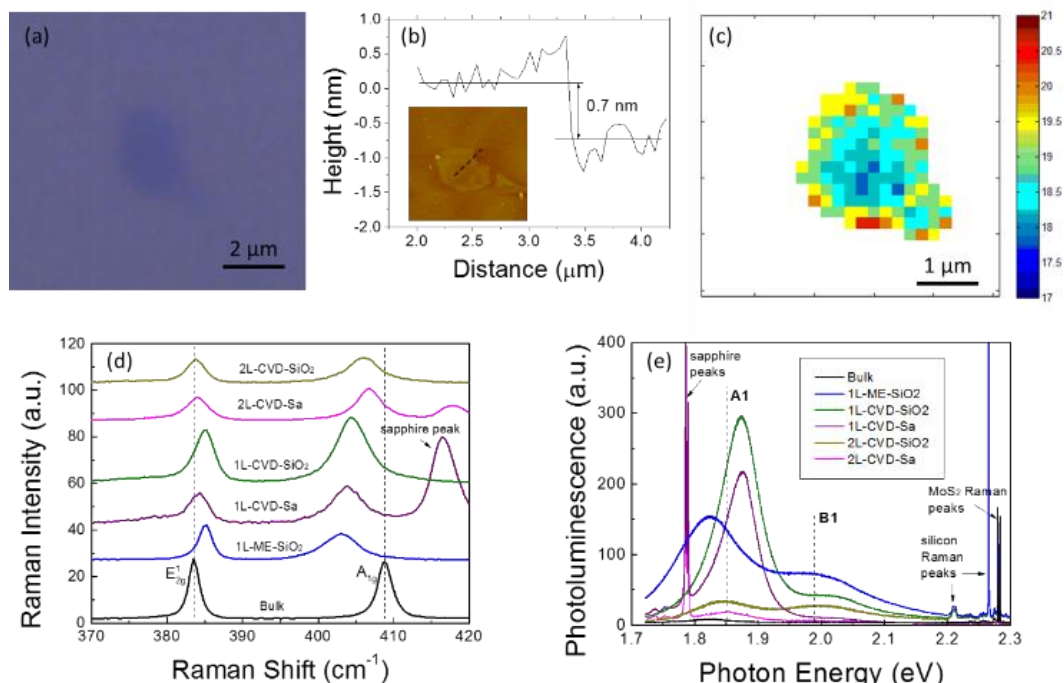 (a)
2 μm
(b)
Height (nm)
1.0
0.5
0.0
-0.5
-1.0
-1.5
-2.0
0.7 nm
2.0 2.5 3.0 3.5 4.0
Distance (μm)
(c)
1 μm
21
20.5
20
19.5
19
18.5
18
17.5
17
(d)
Raman Intensity (a.u.)
120
100
80
60
40
20
0
2L-CVD-SiO₂
2L-CVD-Sa
sapphire peak
1L-CVD-SiO₂
1L-CVD-Sa
1L-ME-SiO₂
E¹2g
A1g
Bulk
370 380 390 400 410 420
Raman Shift (cm⁻¹)
(e)
Photoluminescence (a.u.)
400
300
200
100
50
0
sapphire peaks
A1
Bulk
1L-ME-SiO2
1L-CVD-SiO2
1L-CVD-Sa
2L-CVD-SiO2
2L-CVD-Sa
B1
MoS₂ Raman
peaks
silicon
Raman
peaks
1.7 1.8 1.9 2.0 2.1 2.2 2.3
Photon Energy (eV)